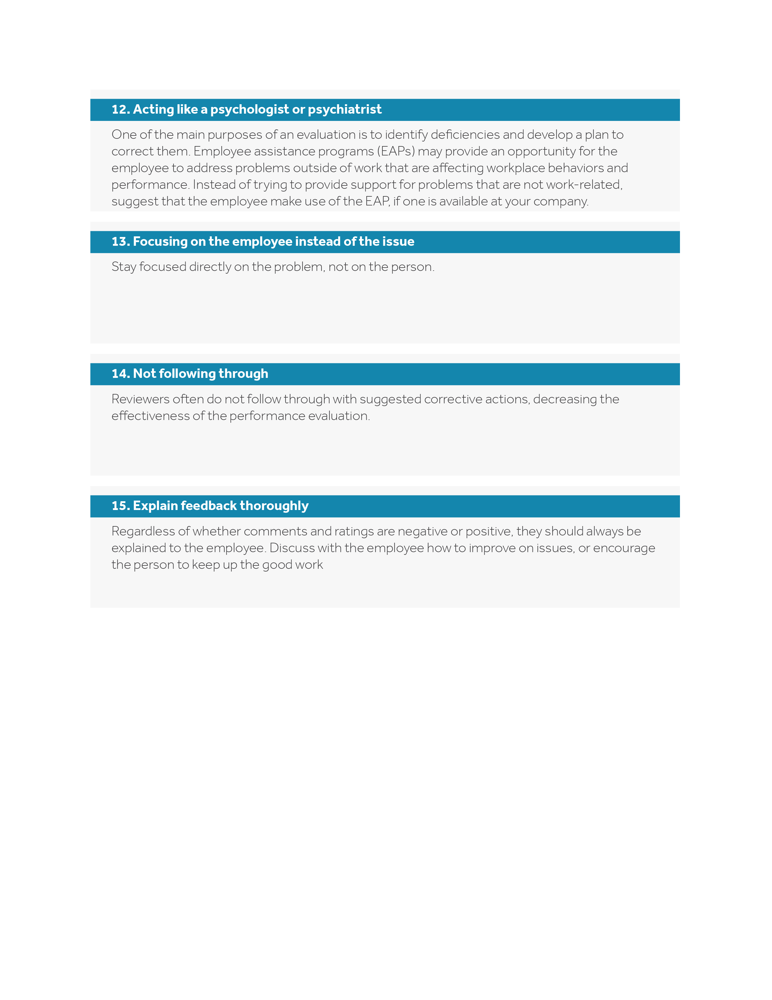 12. Acting like a psychologist or psychiatrist
One of the main purposes of an evaluation is to identify deficiencies and develop a plan to
correct them. Employee assistance programs (EAPs) may provide an opportunity for the
employee to address problems outside of work that are affecting workplace behaviors and
performance. Instead of trying to provide support for problems that are not work-related,
suggest that the employee make use of the EAP, if one is available at your company.
13. Focusing on the employee instead of the issue
Stay focused directly on the problem, not on the person.
14. Not following through
Reviewers often do not follow through with suggested corrective actions, decreasing the
effectiveness of the performance evaluation.
15. Explain feedback thoroughly
Regardless of whether comments and ratings are negative or positive, they should always be
explained to the employee. Discuss with the employee how to improve on issues, or encourage
the person to keep up the good work